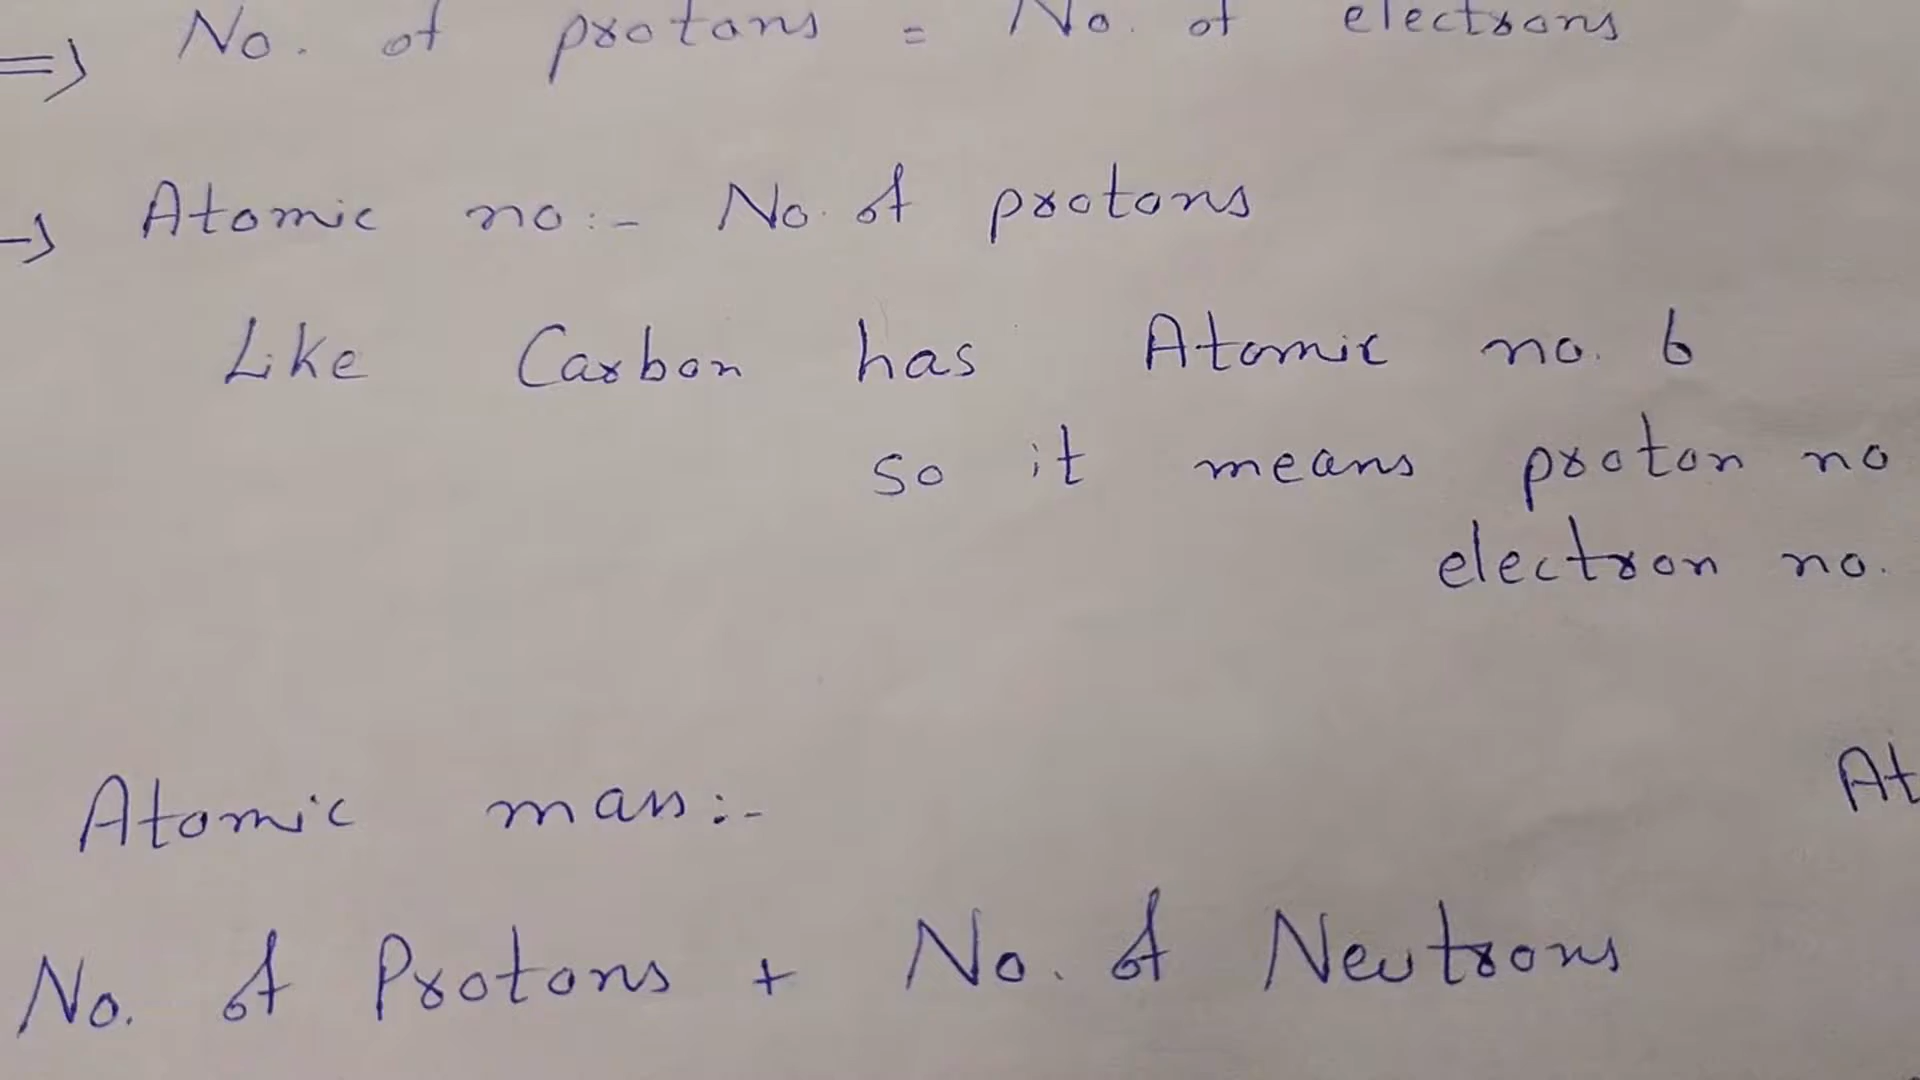 => No. of protons = No. of electrons
-> Atomic no:- No. of protons
Like Carbon has Atomic no. 6
so it means proton no
electron no.
Atomic mass:-
At
No. of Protons + No. of Neutrons